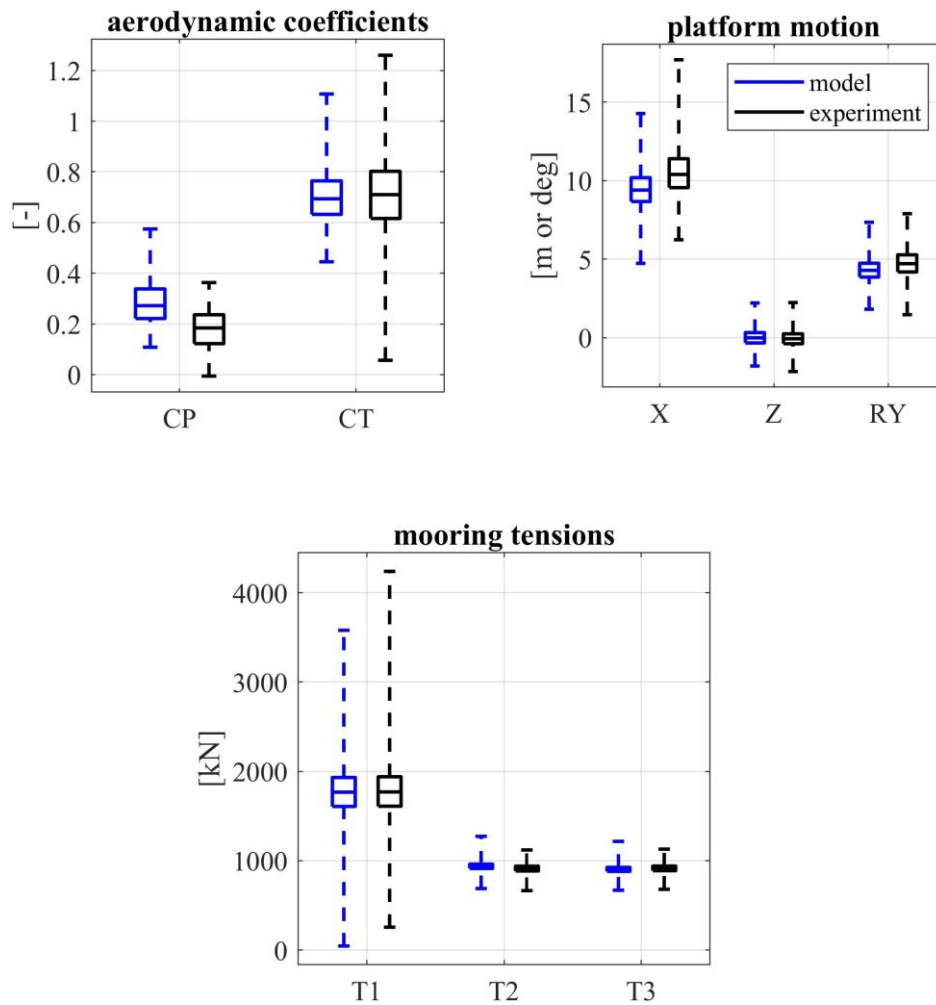 aerodynamic coefficients
1.2
1
0.8
0.6
0.4
0.2
0
[-]
CP CT
platform motion
model
experiment
15
10
5
0
[m or deg]
X Z RY
mooring tensions
4000
3000
2000
1000
0
[kN]
T1 T2 T3